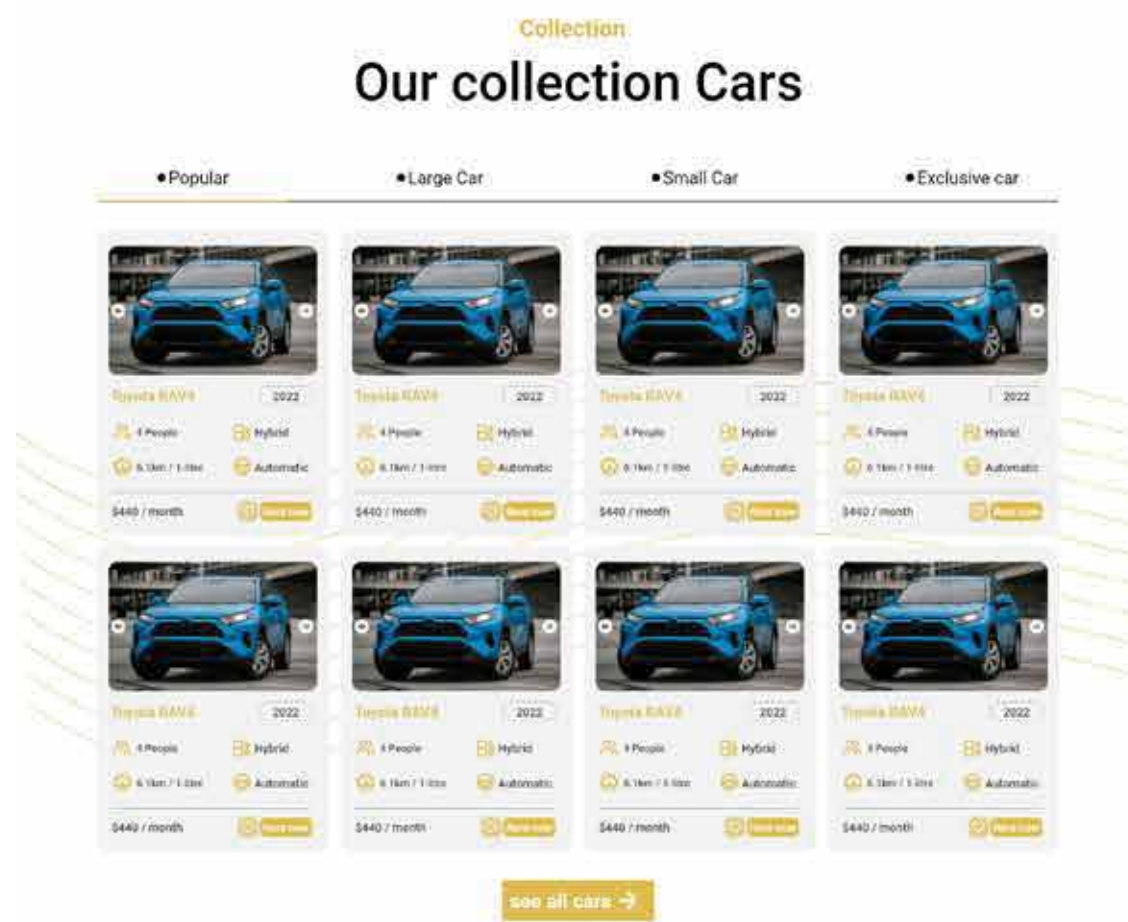 Collection
Our collection Cars
•Popular •Large Car •Small Car •Exclusive car
Toyota RAV4 2022 Toyota RAV4 2022 Toyota RAV4 2022 Toyota RAV4 2022
4 People Hybrid 4 People Hybrid 4 People Hybrid 4 People Hybrid
6.1km / 1-litre Automatic 6.1km / 1-litre Automatic 6.1km / 1-litre Automatic 6.1km / 1-litre Automatic
$440 / month Rent now $440 / month Rent now $440 / month Rent now $440 / month Rent now
Toyota RAV4 2022 Toyota RAV4 2022 Toyota RAV4 2022 Toyota RAV4 2022
4 People Hybrid 4 People Hybrid 4 People Hybrid 4 People Hybrid
6.1km / 1-litre Automatic 6.1km / 1-litre Automatic 6.1km / 1-litre Automatic 6.1km / 1-litre Automatic
$440 / month Rent now $440 / month Rent now $440 / month Rent now $440 / month Rent now
see all cars →